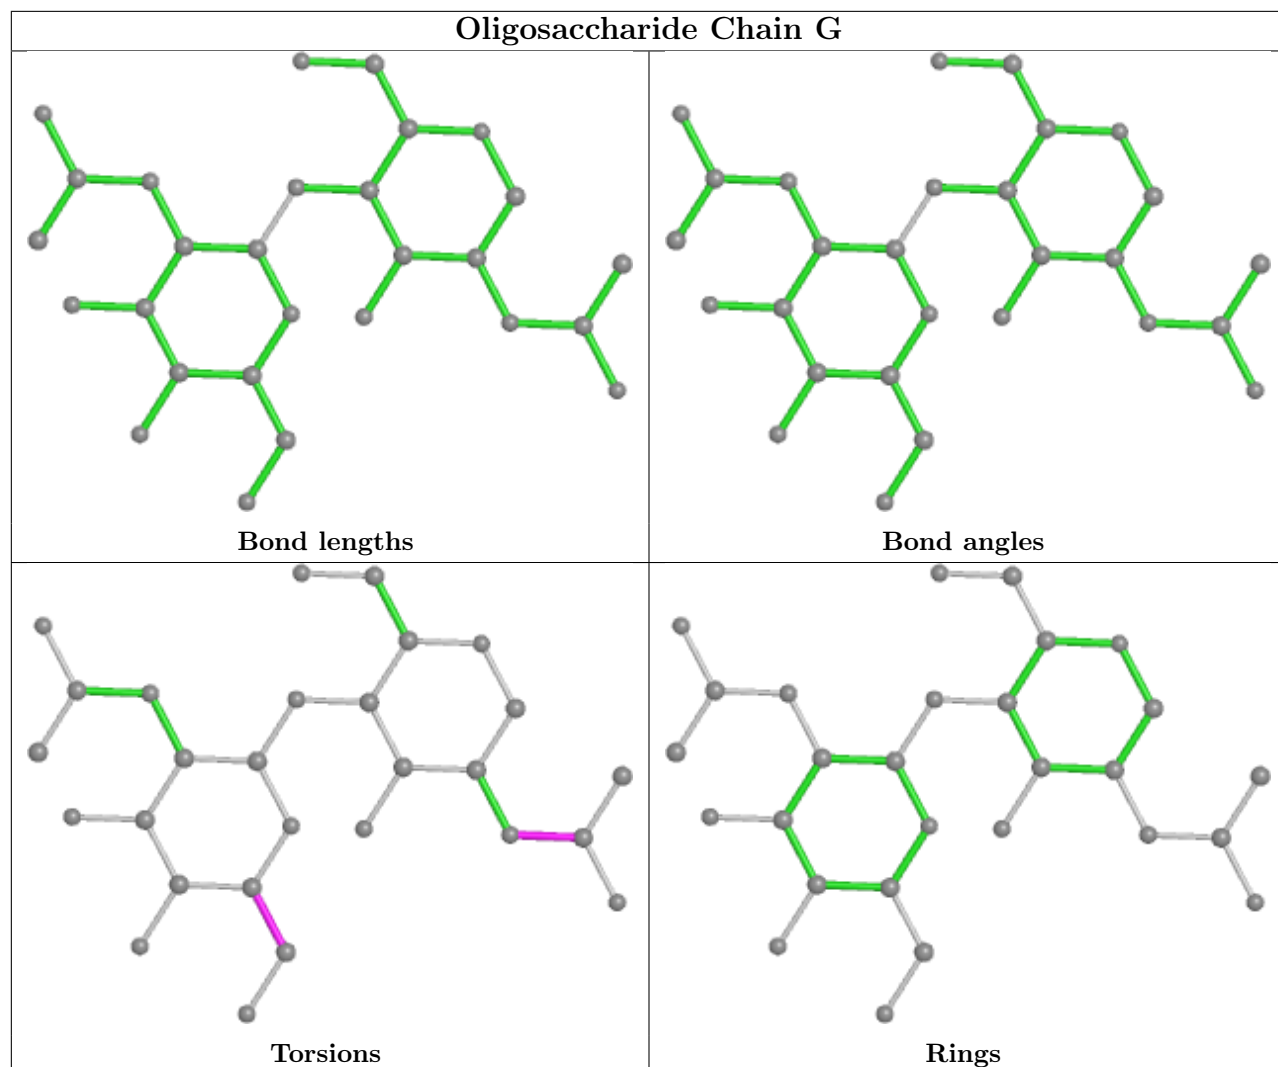 Oligosaccharide Chain G
Bond lengths
Bond angles
Torsions
Rings